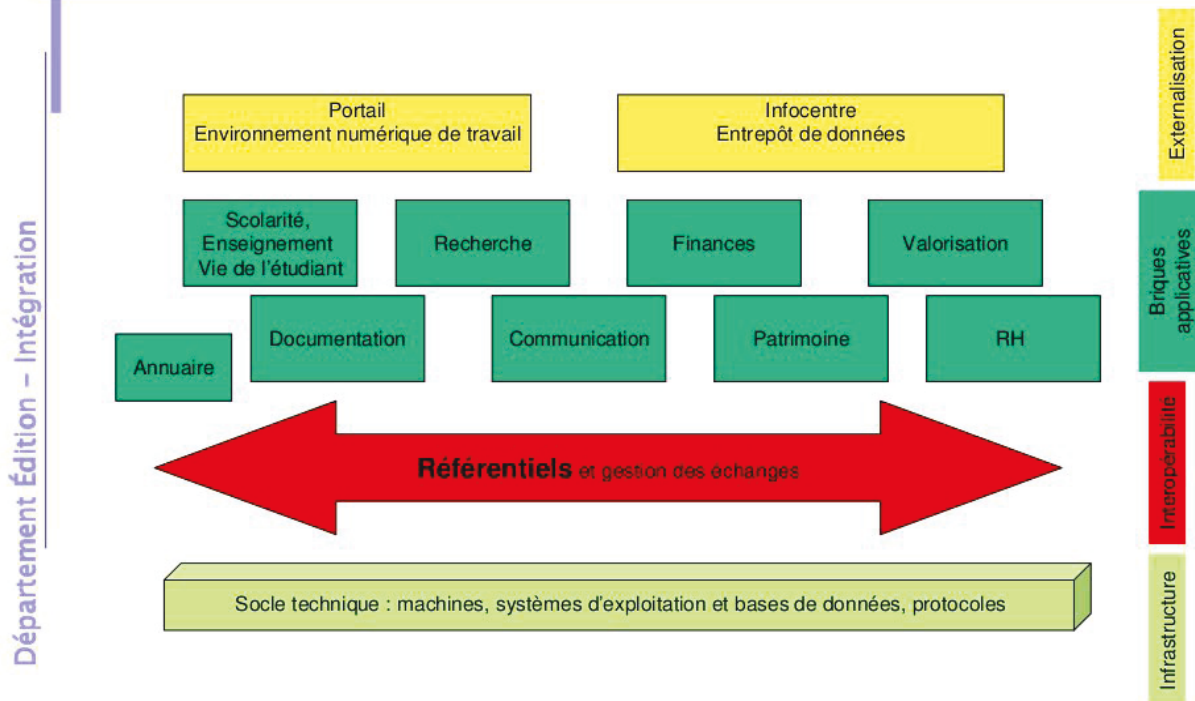 Département Édition – Intégration
Portail
Environnement numérique de travail
Infocentre
Entrepôt de données
Externalisation
Scolarité,
Enseignement
Vie de l'étudiant
Recherche
Finances
Valorisation
Annuaire
Documentation
Communication
Patrimoine
RH
Briques
applicatives
Référentiels et gestion des échanges
Interopérabilité
Socle technique : machines, systèmes d'exploitation et bases de données, protocoles
Infrastructure